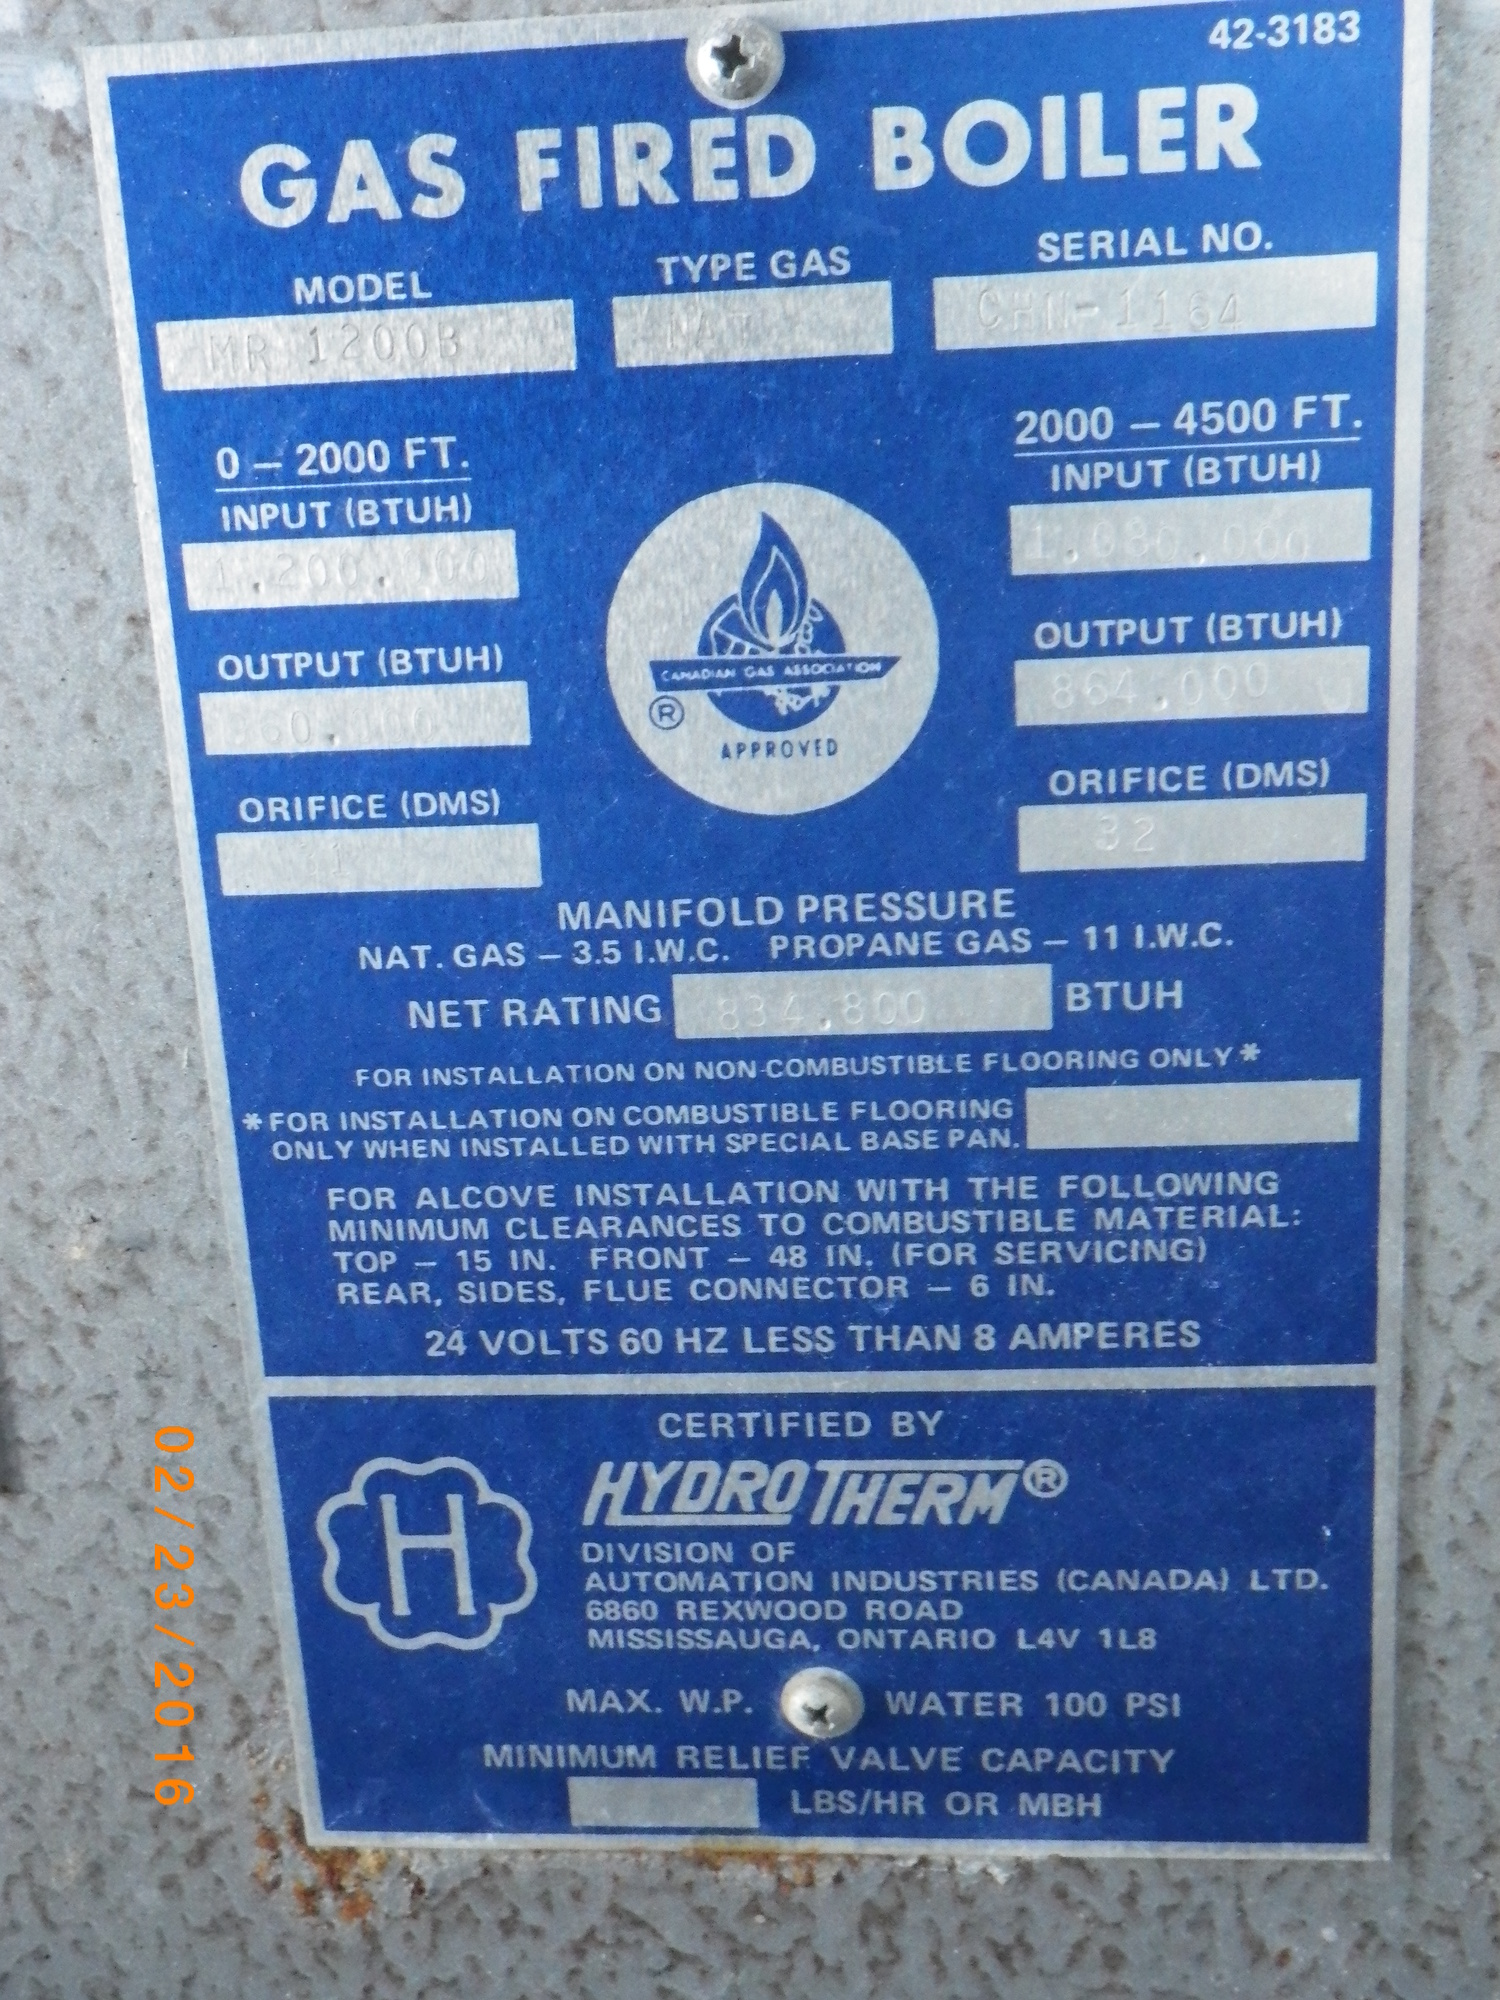 42-3183
GAS FIRED BOILER
MODEL TYPE GAS SERIAL NO.
MR 1200B NAT CHN-1164
0 – 2000 FT. 2000 – 4500 FT.
INPUT (BTUH) INPUT (BTUH)
1,200,000 1,080,000
OUTPUT (BTUH) OUTPUT (BTUH)
864,000
CANADIAN GAS ASSOCIATION
®
APPROVED
ORIFICE (DMS) ORIFICE (DMS)
31 32
MANIFOLD PRESSURE
NAT. GAS – 3.5 I.W.C. PROPANE GAS – 11 I.W.C.
NET RATING 834,800 BTUH
FOR INSTALLATION ON NON-COMBUSTIBLE FLOORING ONLY*
*FOR INSTALLATION ON COMBUSTIBLE FLOORING
ONLY WHEN INSTALLED WITH SPECIAL BASE PAN.
FOR ALCOVE INSTALLATION WITH THE FOLLOWING
MINIMUM CLEARANCES TO COMBUSTIBLE MATERIAL:
TOP – 15 IN. FRONT – 48 IN. (FOR SERVICING)
REAR, SIDES, FLUE CONNECTOR – 6 IN.
24 VOLTS 60 HZ LESS THAN 8 AMPERES
CERTIFIED BY
H
HYDROTHERM®
DIVISION OF
AUTOMATION INDUSTRIES (CANADA) LTD.
6860 REXWOOD ROAD
MISSISSAUGA, ONTARIO L4V 1L8
MAX. W.P. WATER 100 PSI
MINIMUM RELIEF VALVE CAPACITY
LBS/HR OR MBH
02/23/2016